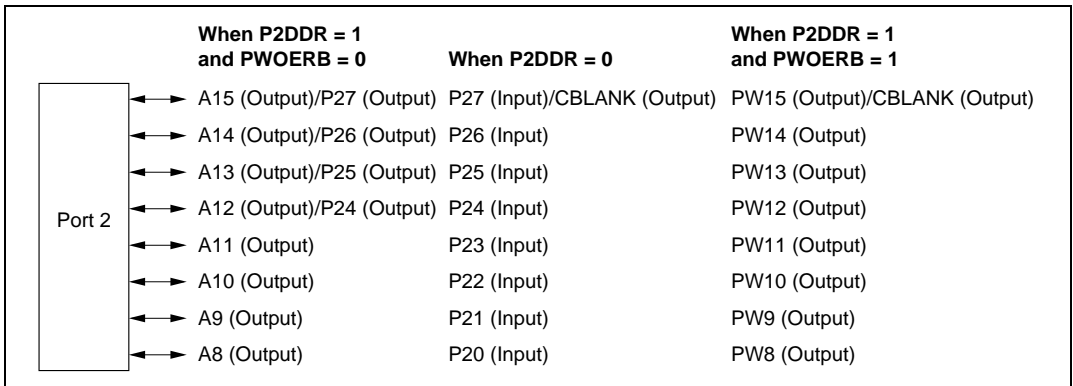 When P2DDR = 1 When P2DDR = 1
and PWOERB = 0 When P2DDR = 0 and PWOERB = 1
A15 (Output)/P27 (Output) P27 (Input)/CBLANK (Output) PW15 (Output)/CBLANK (Output)
A14 (Output)/P26 (Output) P26 (Input) PW14 (Output)
A13 (Output)/P25 (Output) P25 (Input) PW13 (Output)
A12 (Output)/P24 (Output) P24 (Input) PW12 (Output)
Port 2
A11 (Output) P23 (Input) PW11 (Output)
A10 (Output) P22 (Input) PW10 (Output)
A9 (Output) P21 (Input) PW9 (Output)
A8 (Output) P20 (Input) PW8 (Output)